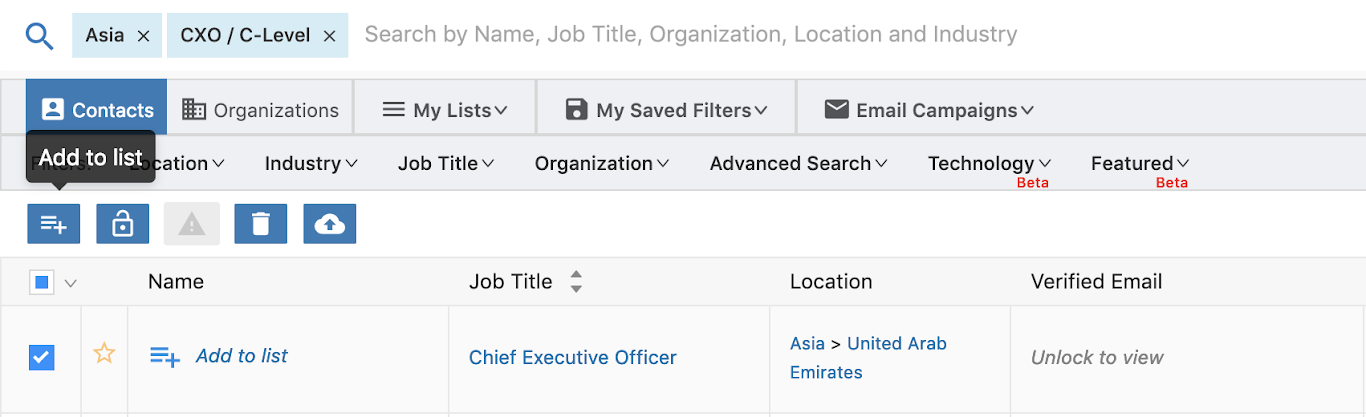 Asia × CXO / C-Level × Search by Name, Job Title, Organization, Location and Industry
Contacts Organizations My Lists My Saved Filters Email Campaigns
Add to list
Location Industry Job Title Organization Advanced Search Technology Featured
Beta Beta
Name Job Title Location Verified Email
Add to list Chief Executive Officer Asia > United Arab Emirates Unlock to view